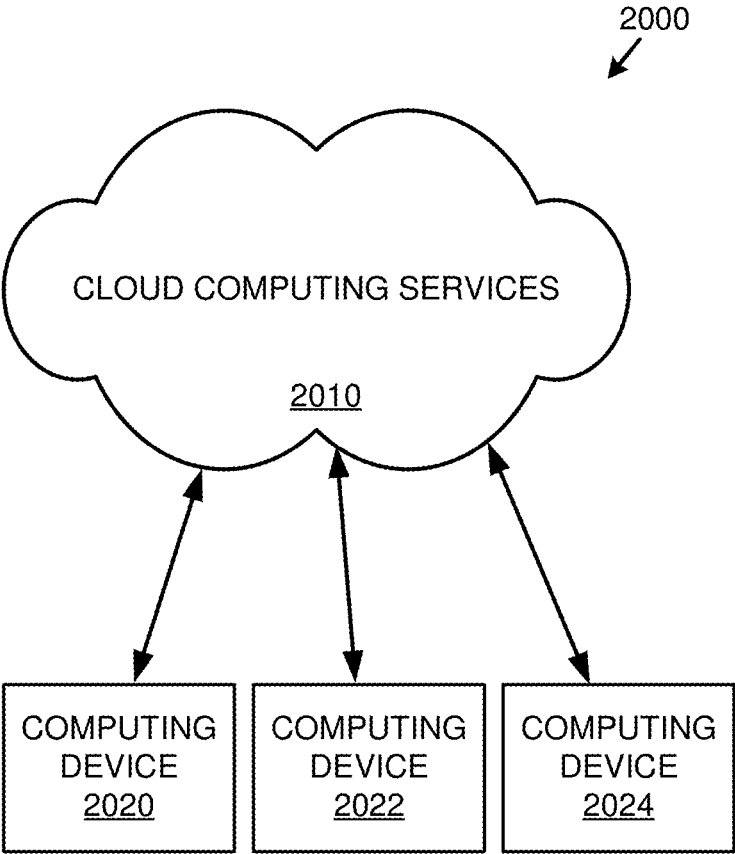 2000
CLOUD COMPUTING SERVICES
2010
COMPUTING
DEVICE
2020
COMPUTING
DEVICE
2022
COMPUTING
DEVICE
2024